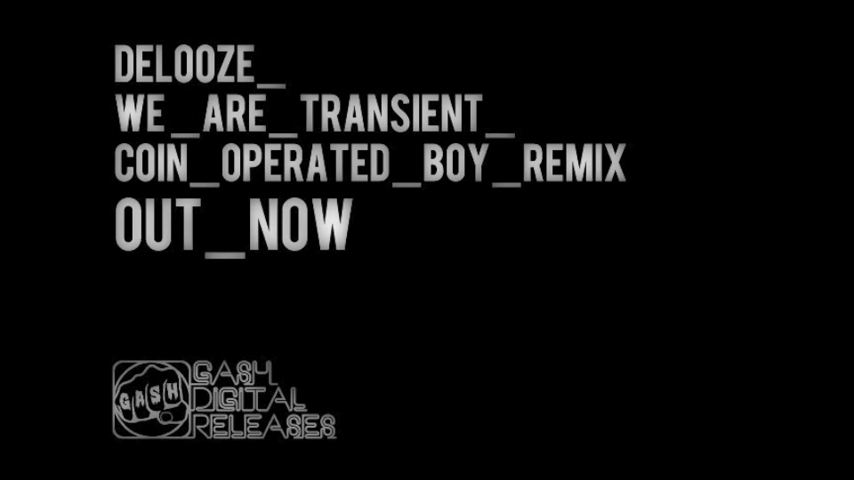 DELOOZE_
WE_ARE_TRANSIENT_
COIN_OPERATED_BOY_REMIX
OUT_NOW
GASH
GASH
DIGITAL
RELEASES